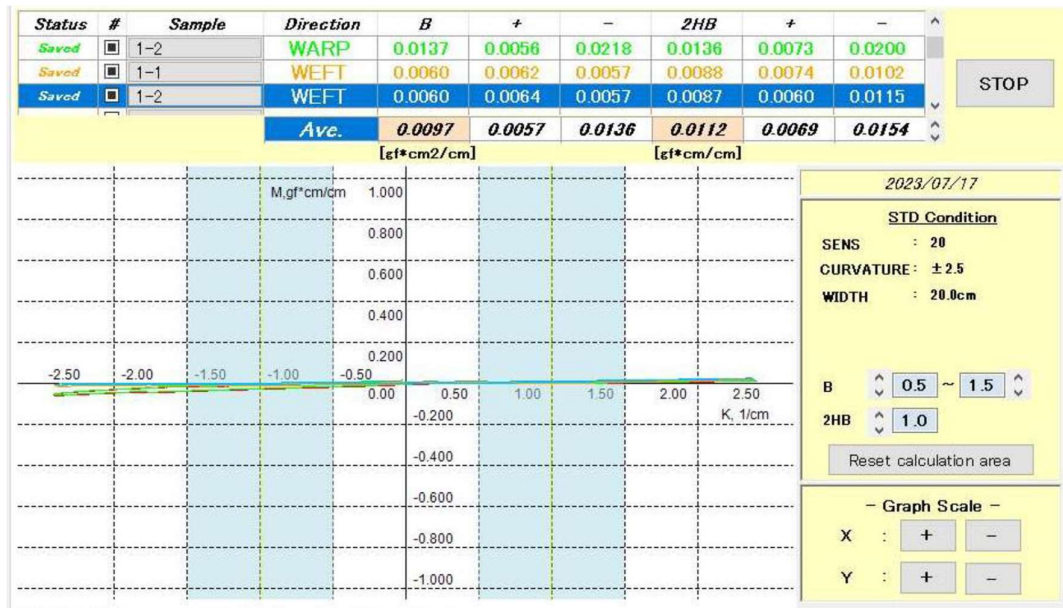 Status # Sample Direction B + - 2HB + -
Saved 1-2 WARP 0.0137 0.0056 0.0218 0.0136 0.0073 0.0200
Saved 1-1 WEFT 0.0060 0.0062 0.0057 0.0088 0.0074 0.0102
Saved 1-2 WEFT 0.0060 0.0064 0.0057 0.0087 0.0060 0.0115
Ave. 0.0097 0.0057 0.0136 0.0112 0.0069 0.0154
[gf*cm2/cm] [gf*cm/cm]
STOP
M,gf*cm/cm 1.000
0.800
0.600
0.400
0.200
-2.50 -2.00 -1.50 -1.00 -0.50
0.00 0.50 1.00 1.50 2.00 2.50
K, 1/cm
-0.200
-0.400
-0.600
-0.800
-1.000
2023/07/17
STD Condition
SENS : 20
CURVATURE : ±2.5
WIDTH : 20.0cm
B 0.5 ~ 1.5
2HB 1.0
Reset calculation area
- Graph Scale -
X : + -
Y : + -